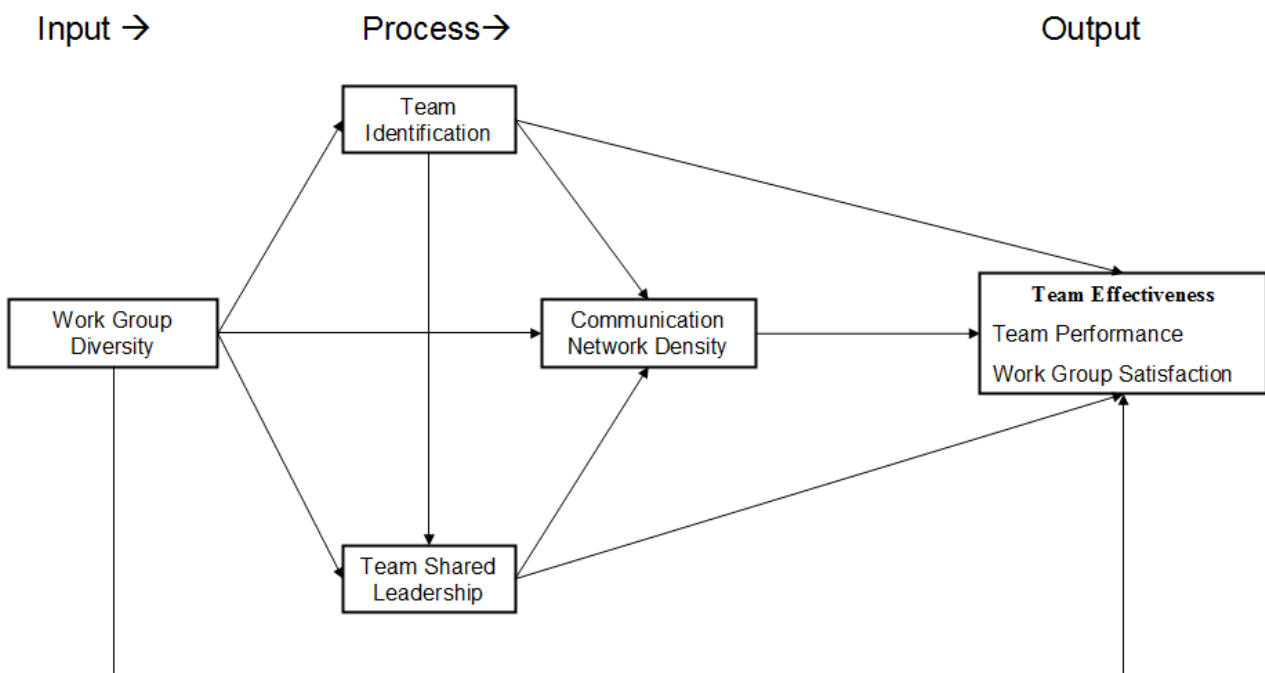 Input →
Process→
Output
Team
Identification
Work Group
Diversity
Communication
Network Density
Team Effectiveness
Team Performance
Work Group Satisfaction
Team Shared
Leadership